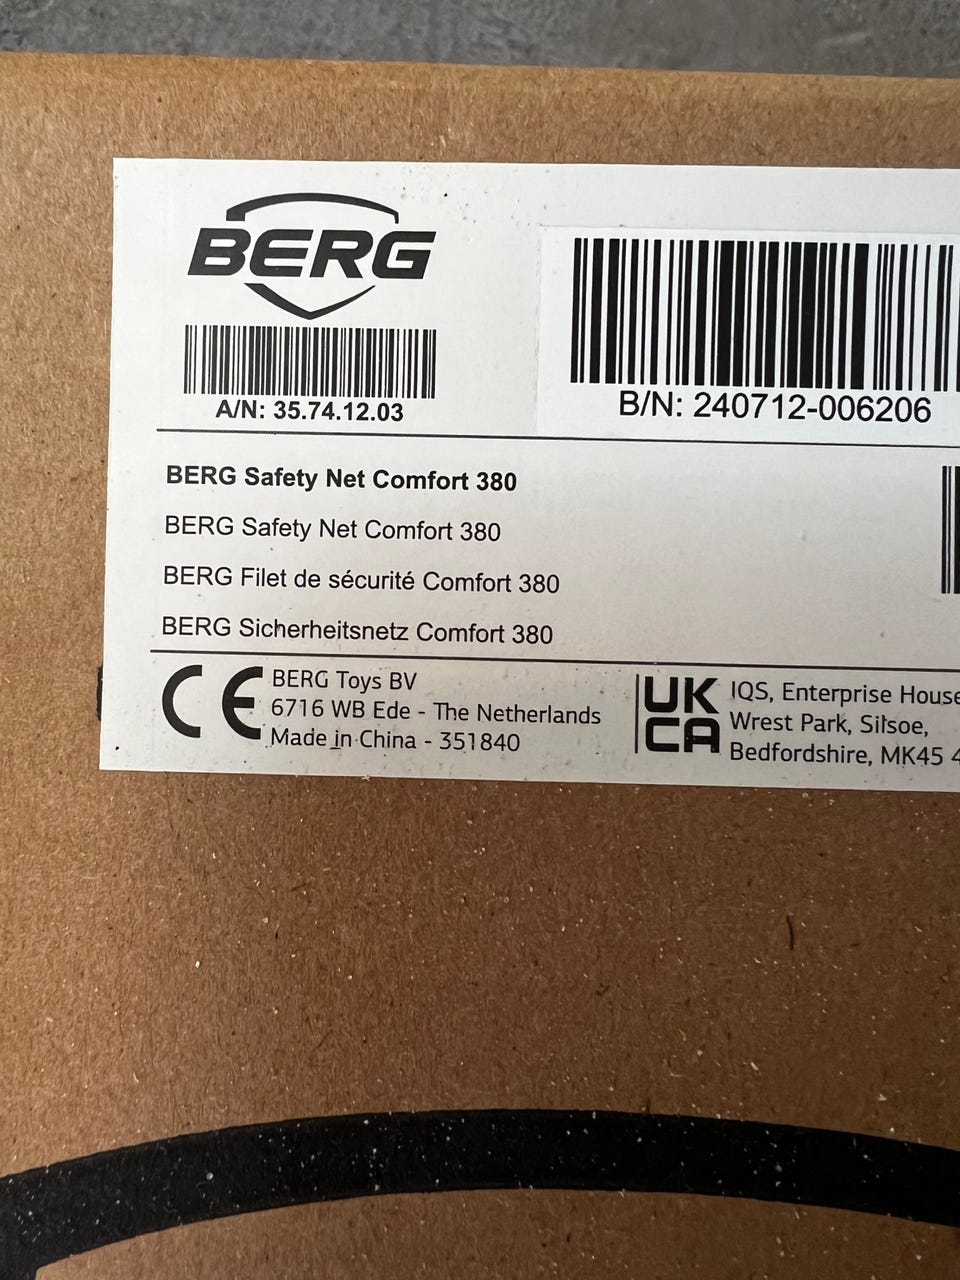 BERG
A/N: 35.74.12.03
B/N: 240712-006206
BERG Safety Net Comfort 380
BERG Safety Net Comfort 380
BERG Filet de sécurité Comfort 380
BERG Sicherheitsnetz Comfort 380
CE
BERG Toys BV
6716 WB Ede - The Netherlands
Made in China - 351840
UK
CA
IQS, Enterprise House
Wrest Park, Silsoe,
Bedfordshire, MK45 4